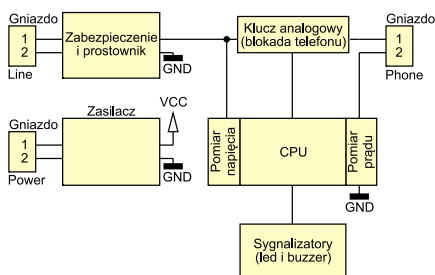 Gniazdo
1
2
Line
Zabezpieczenie
i prostownik
GND
Klucz analogowy
(blokada telefonu)
Gniazdo
1
2
Phone
Gniazdo
1
2
Power
Zasilacz
VCC
GND
Pomiar
napięcia
CPU
Pomiar
prądu
GND
Sygnalizatory
(led i buzzer)